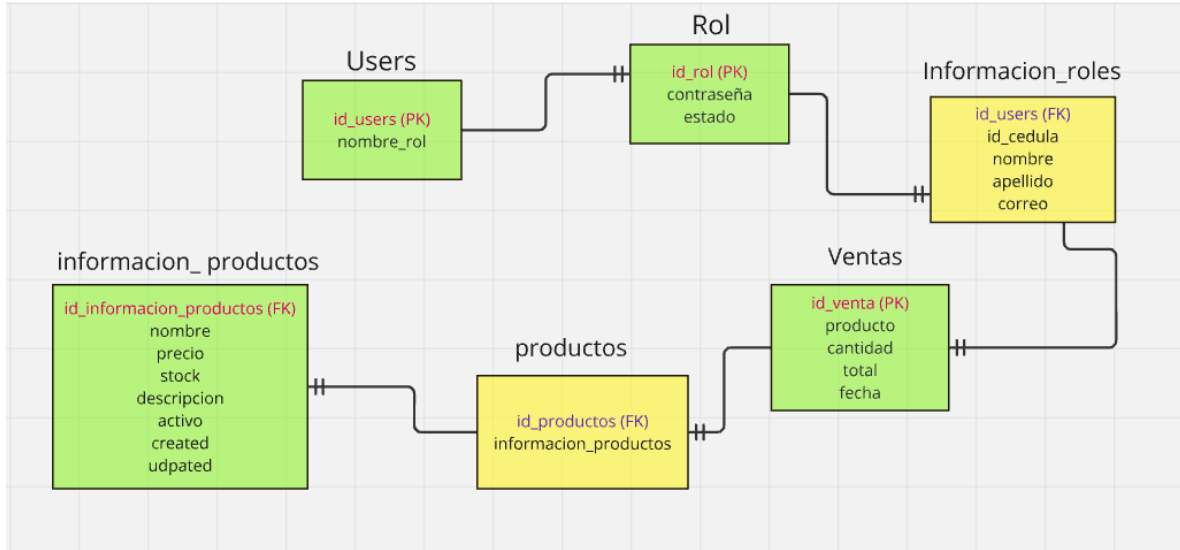 Users
id_users (PK)
nombre_rol
Rol
id_rol (PK)
contraseña
estado
Informacion_roles
id_users (FK)
id_cedula
nombre
apellido
correo
informacion_ productos
id_informacion_productos (FK)
nombre
precio
stock
descripcion
activo
created
udpated
productos
id_productos (FK)
informacion_productos
Ventas
id_venta (PK)
producto
cantidad
total
fecha